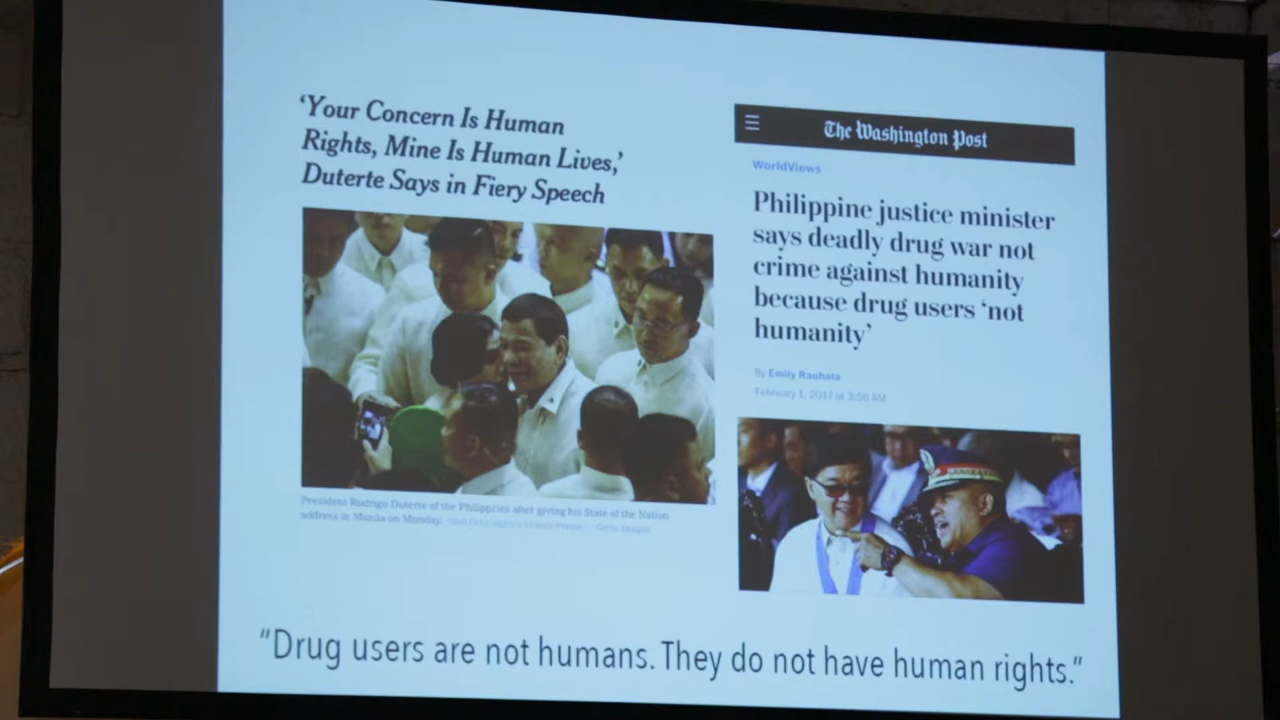 ‘Your Concern Is Human
Rights, Mine Is Human Lives,’
Duterte Says in Fiery Speech
President Rodrigo Duterte of the Philippines after giving his State of the Nation
address in Manila on Monday.
The Washington Post
WorldViews
Philippine justice minister
says deadly drug war not
crime against humanity
because drug users ‘not
humanity’
By Emily Rauhala
February 1, 2017 at 3:56 AM
"Drug users are not humans. They do not have human rights."